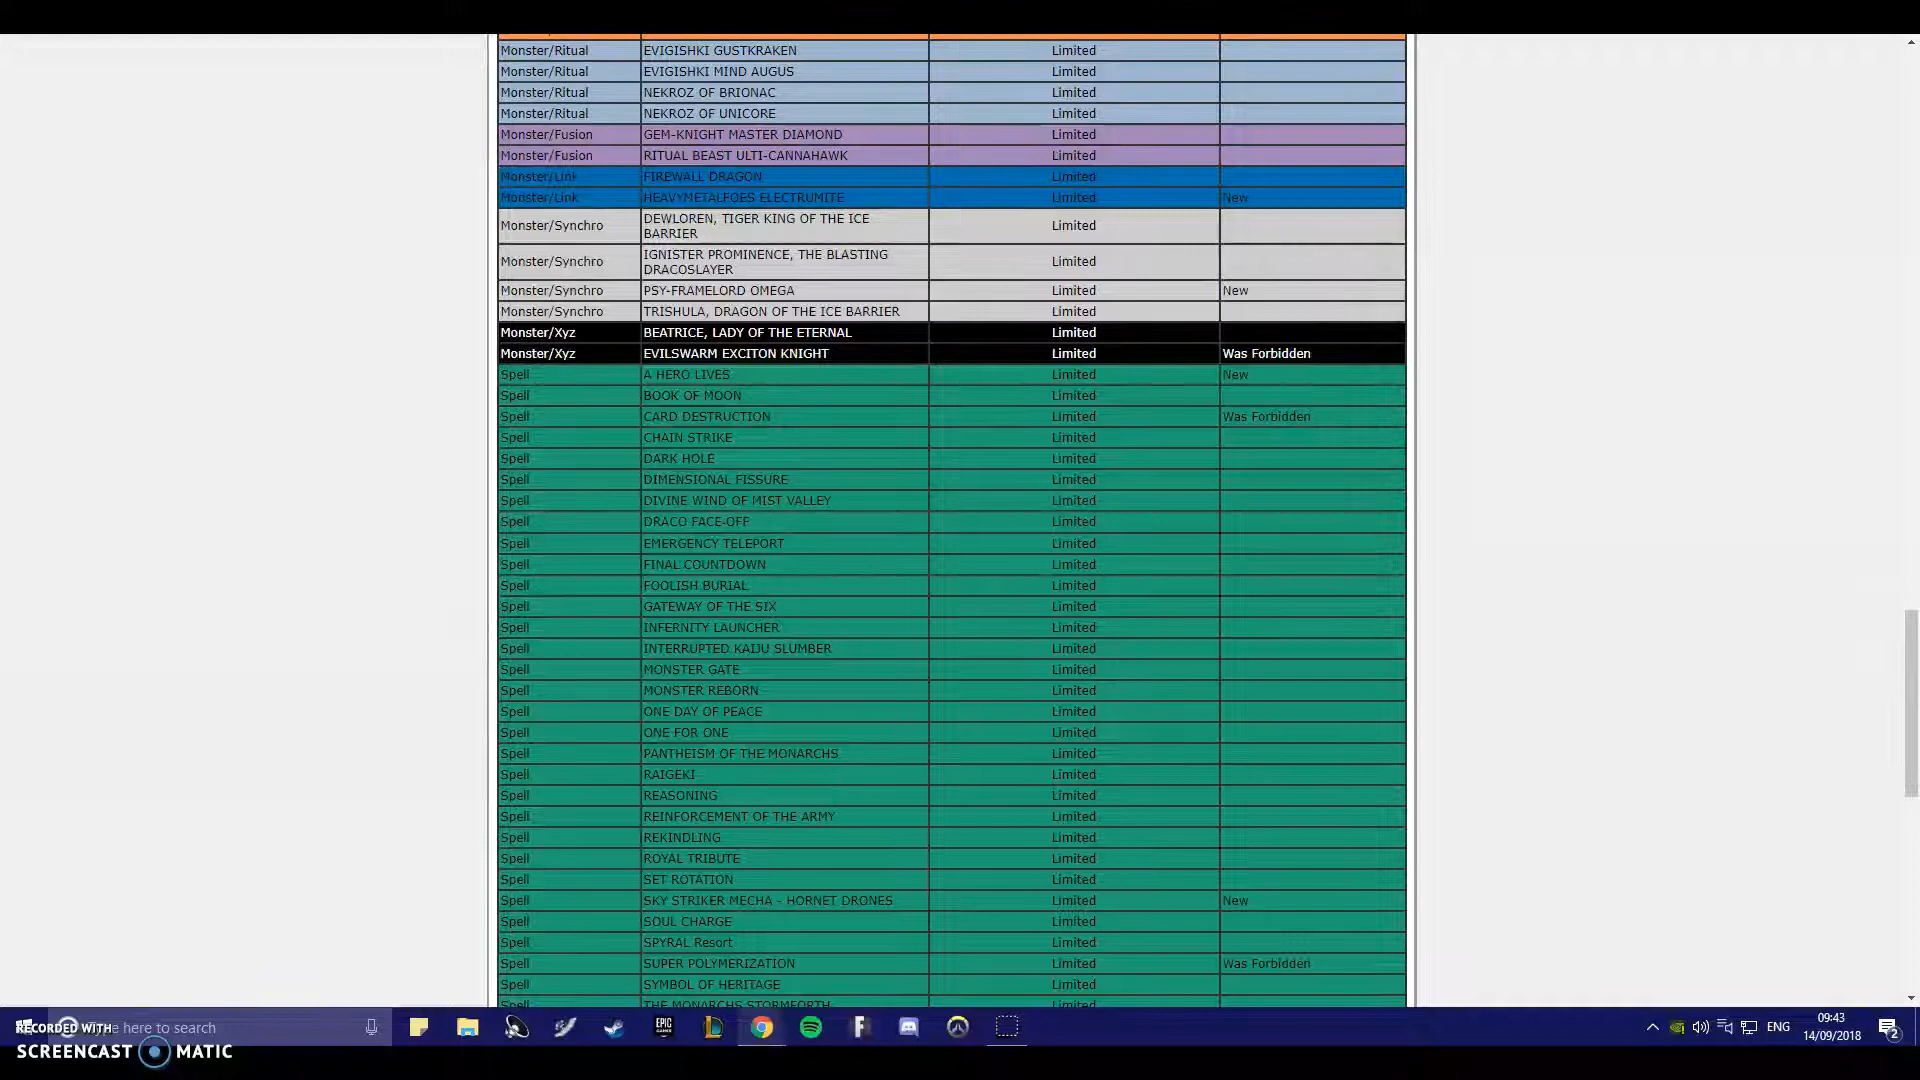 Monster/Ritual EVIGISHKI GUSTKRAKEN Limited
Monster/Ritual EVIGISHKI MIND AUGUS Limited
Monster/Ritual NEKROZ OF BRIONAC Limited
Monster/Ritual NEKROZ OF UNICORE Limited
Monster/Fusion GEM-KNIGHT MASTER DIAMOND Limited
Monster/Fusion RITUAL BEAST ULTI-CANNAHAWK Limited
Monster/Link FIREWALL DRAGON Limited
Monster/Link HEAVYMETALFOES ELECTRUMITE Limited New
Monster/Synchro DEWLOREN, TIGER KING OF THE ICE
BARRIER Limited
Monster/Synchro IGNISTER PROMINENCE, THE BLASTING
DRACOSLAYER Limited
Monster/Synchro PSY-FRAMELORD OMEGA Limited New
Monster/Synchro TRISHULA, DRAGON OF THE ICE BARRIER Limited
Monster/Xyz BEATRICE, LADY OF THE ETERNAL Limited
Monster/Xyz EVILSWARM EXCITON KNIGHT Limited Was Forbidden
Spell A HERO LIVES Limited New
Spell BOOK OF MOON Limited
Spell CARD DESTRUCTION Limited Was Forbidden
Spell CHAIN STRIKE Limited
Spell DARK HOLE Limited
Spell DIMENSIONAL FISSURE Limited
Spell DIVINE WIND OF MIST VALLEY Limited
Spell DRACO FACE-OFF Limited
Spell EMERGENCY TELEPORT Limited
Spell FINAL COUNTDOWN Limited
Spell FOOLISH BURIAL Limited
Spell GATEWAY OF THE SIX Limited
Spell INFERNITY LAUNCHER Limited
Spell INTERRUPTED KAIJU SLUMBER Limited
Spell MONSTER GATE Limited
Spell MONSTER REBORN Limited
Spell ONE DAY OF PEACE Limited
Spell ONE FOR ONE Limited
Spell PANTHEISM OF THE MONARCHS Limited
Spell RAIGEKI Limited
Spell REASONING Limited
Spell REINFORCEMENT OF THE ARMY Limited
Spell REKINDLING Limited
Spell ROYAL TRIBUTE Limited
Spell SET ROTATION Limited
Spell SKY STRIKER MECHA - HORNET DRONES Limited New
Spell SOUL CHARGE Limited
Spell SPYRAL Resort Limited
Spell SUPER POLYMERIZATION Limited Was Forbidden
Spell SYMBOL OF HERITAGE Limited
Spell THE MONARCHS STORMFORTH Limited
RECORDED WITH here to search
EPIC GAMES
ENG
09:43
14/09/2018
2
SCREENCAST MATIC